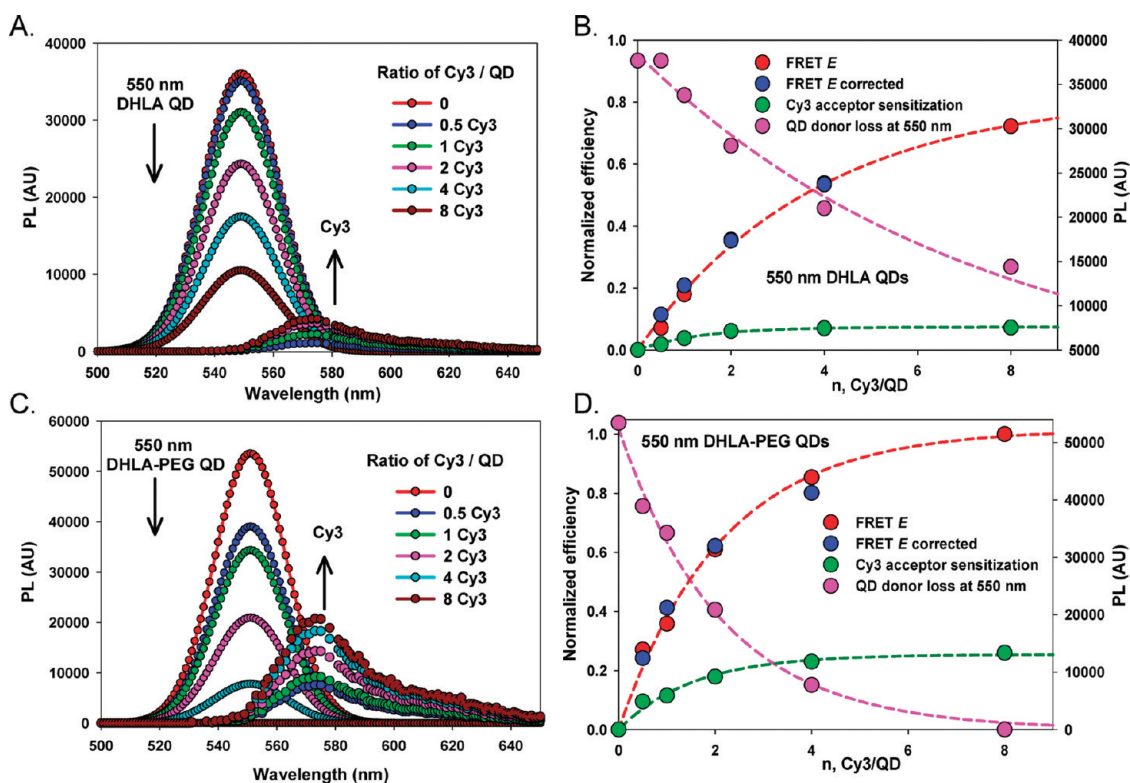 A.
40000
30000
20000
10000
0
PL (AU)
550 nm
DHLA QD
Ratio of Cy3 / QD
0
0.5 Cy3
1 Cy3
2 Cy3
4 Cy3
8 Cy3
Cy3
500 520 540 560 580 600 620 640
Wavelength (nm)
B.
1.0
0.8
0.6
0.4
0.2
0.0
Normalized efficiency
FRET E
FRET E corrected
Cy3 acceptor sensitization
QD donor loss at 550 nm
550 nm DHLA QDs
40000
35000
30000
25000
20000
15000
10000
5000
PL (AU)
0 2 4 6 8
n, Cy3/QD
C.
60000
50000
40000
30000
20000
10000
0
PL (AU)
550 nm
DHLA-PEG QD
Ratio of Cy3 / QD
0
0.5 Cy3
1 Cy3
2 Cy3
4 Cy3
8 Cy3
Cy3
500 520 540 560 580 600 620 640
Wavelength (nm)
D.
1.0
0.8
0.6
0.4
0.2
0.0
Normalized efficiency
550 nm DHLA-PEG QDs
FRET E
FRET E corrected
Cy3 acceptor sensitization
QD donor loss at 550 nm
50000
40000
30000
20000
10000
0
PL (AU)
0 2 4 6 8
n, Cy3/QD